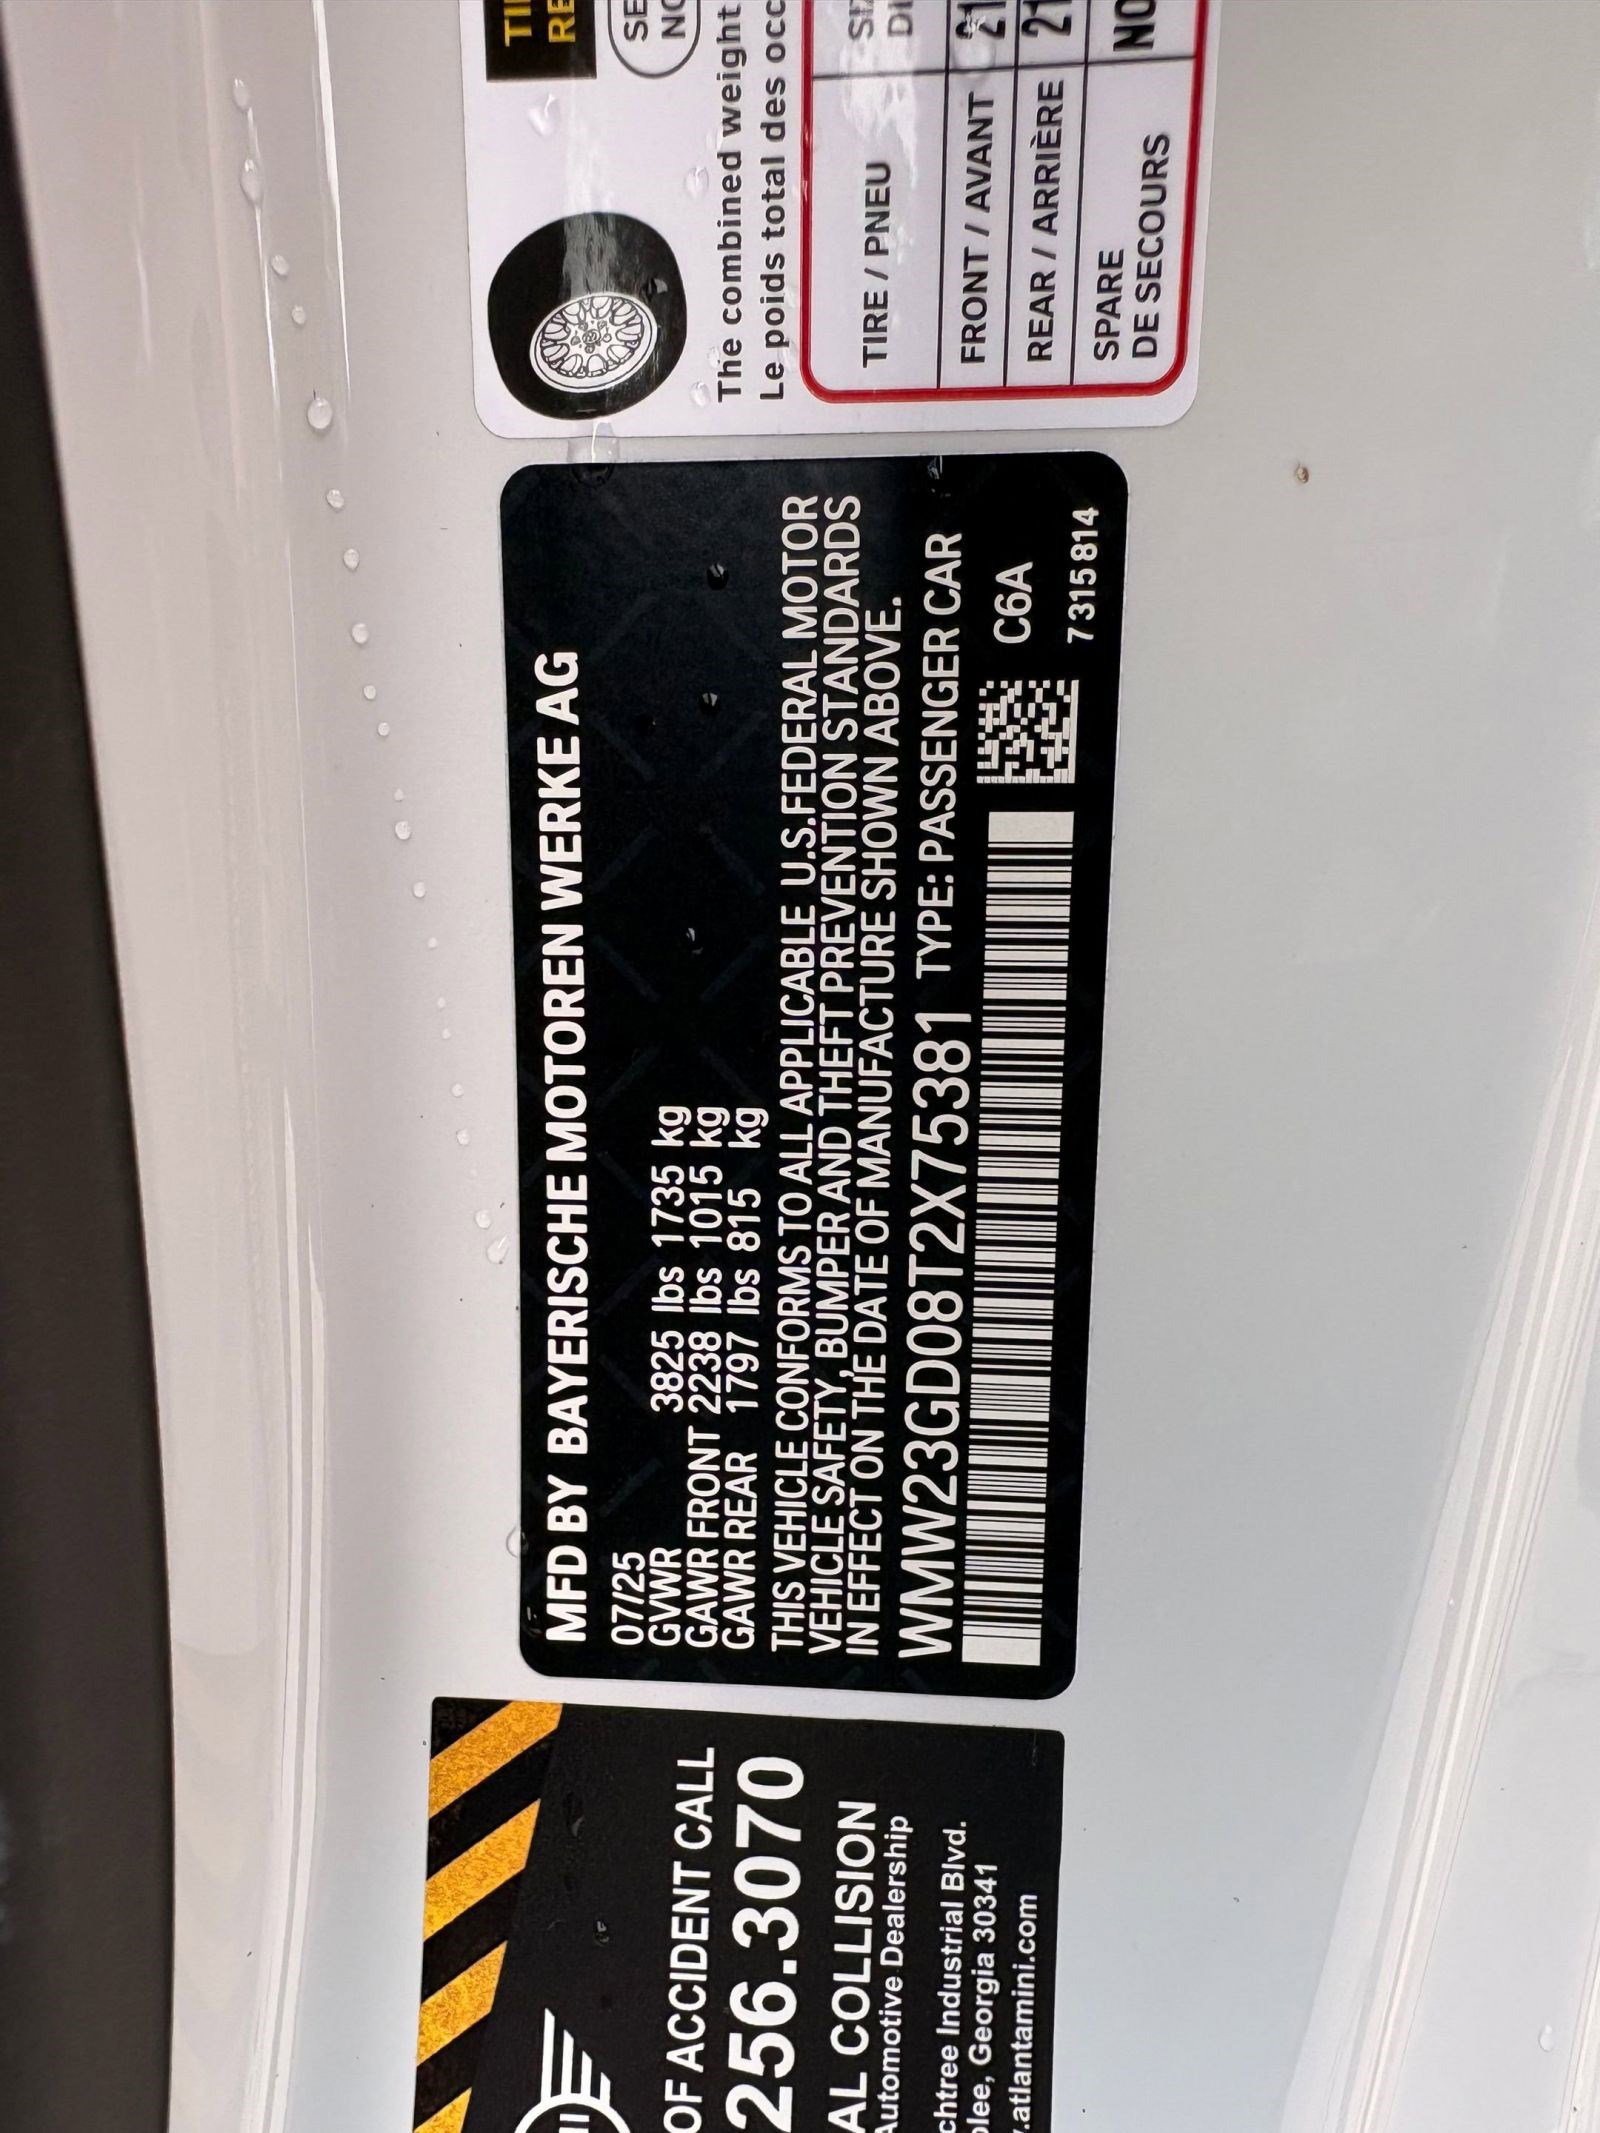 OF ACCIDENT CALL
256.3070
AL COLLISION
Automotive Dealership
chtree Industrial Blvd.
Georgia 30341
.atlantamini.com
MFD BY BAYERISCHE MOTOREN WERKE AG
07/25
GVWR 3825 lbs 1735 kg
GAWR FRONT 2238 lbs 1015 kg
GAWR REAR 1797 lbs 815 kg
THIS VEHICLE CONFORMS TO ALL APPLICABLE U.S.FEDERAL MOTOR
VEHICLE SAFETY, BUMPER AND THEFT PREVENTION STANDARDS
IN EFFECT ON THE DATE OF MANUFACTURE SHOWN ABOVE.
WMW23GD08T2X75381 TYPE: PASSENGER CAR
C6A
7 315 814
The combined weight
Le poids total des occ
TIRE / PNEU
FRONT / AVANT 21
REAR / ARRIÈRE 21
SPARE
DE SECOURS
NO